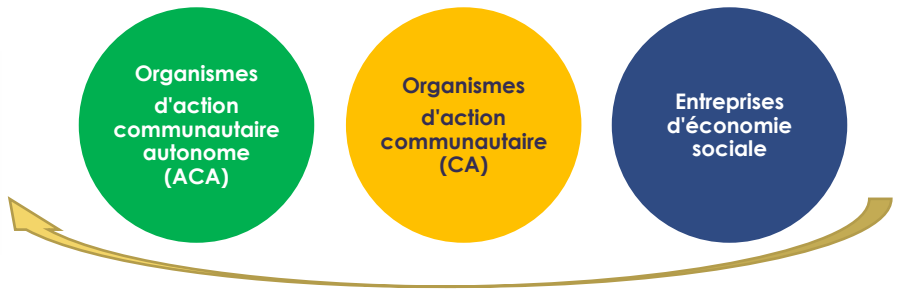 Organismes
d'action
communautaire
autonome
(ACA)
Organismes
d'action
communautaire
(CA)
Entreprises
d'économie
sociale